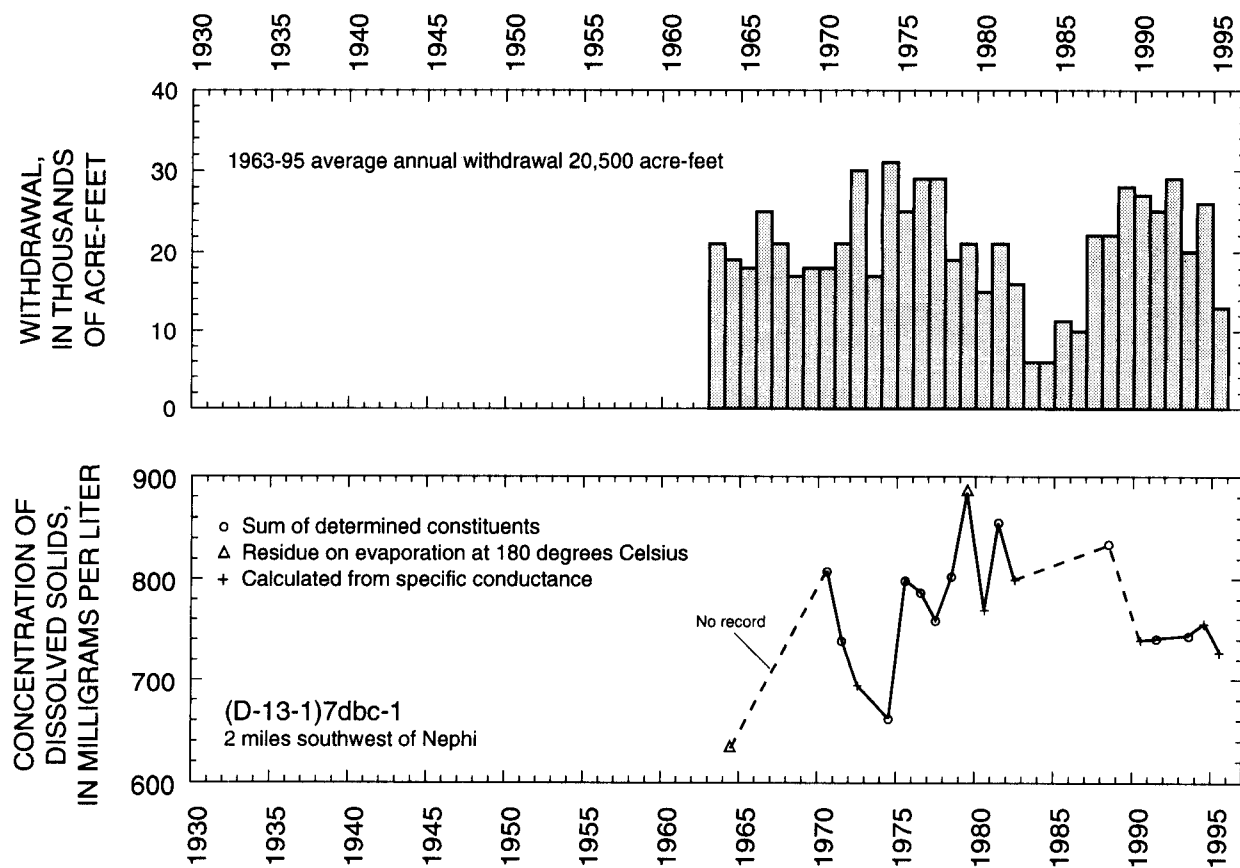 1930 1935 1940 1945 1950 1955 1960 1965 1970 1975 1980 1985 1990 1995
WITHDRAWAL,
IN THOUSANDS
OF ACRE-FEET
40
30
20
10
0
1963-95 average annual withdrawal 20,500 acre-feet
CONCENTRATION OF
DISSOLVED SOLIDS,
IN MILLIGRAMS PER LITER
900
800
700
600
Sum of determined constituents
Residue on evaporation at 180 degrees Celsius
Calculated from specific conductance
No record
(D-13-1)7dbc-1
2 miles southwest of Nephi
1930 1935 1940 1945 1950 1955 1960 1965 1970 1975 1980 1985 1990 1995